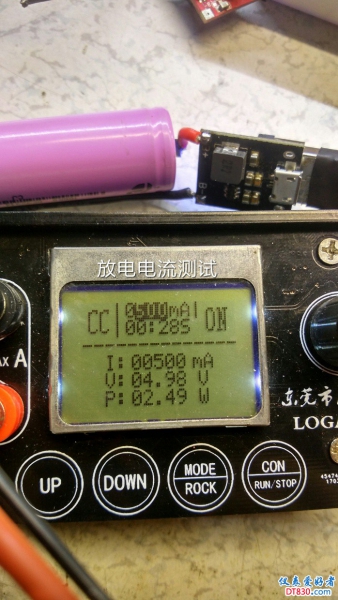 放电电流测试
CC 0500mA ON
00:28s
I: 00500 mA
V: 04.98 V
P: 02.49 W
A
东莞市
LOGA
UP
DOWN
MODE
ROCK
CON
RUN/STOP
仪表爱好者
DT830.com